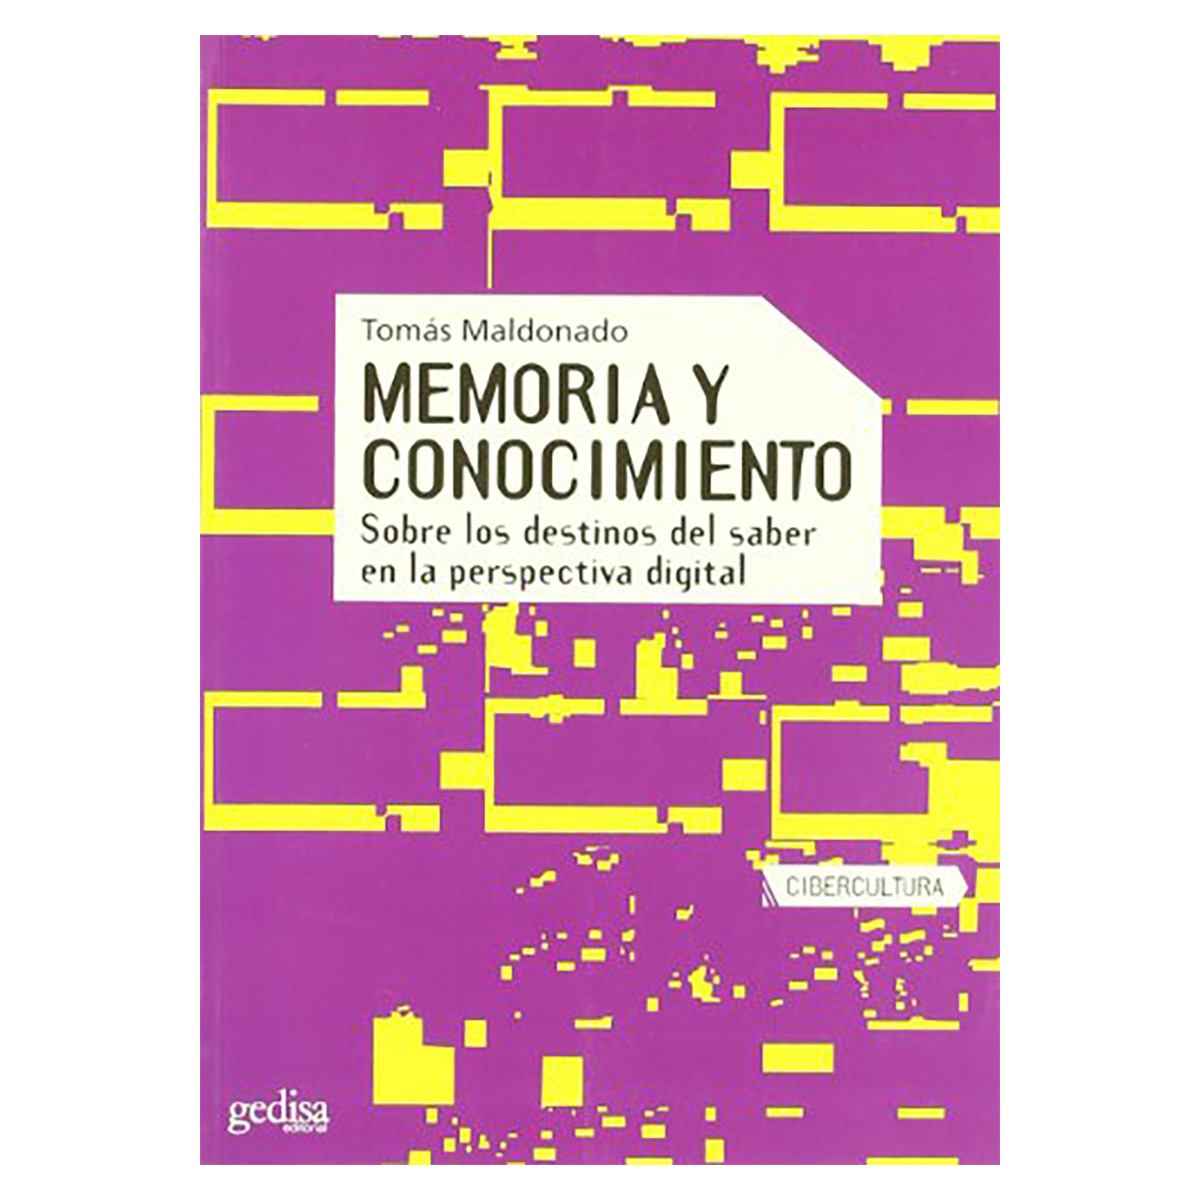 Tomás Maldonado
MEMORIA Y
CONOCIMIENTO
Sobre los destinos del saber
en la perspectiva digital
CIBERCULTURA
gedisa
editorial